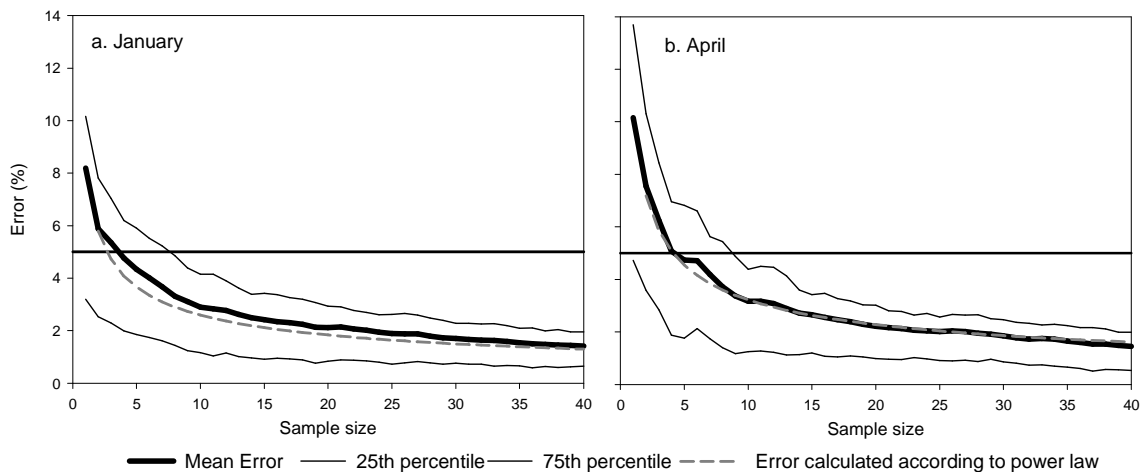 a. January
b. April
Error (%)
14
12
10
8
6
4
2
0
0 5 10 15 20 25 30 35 40
0 5 10 15 20 25 30 35 40
Sample size
Sample size
Mean Error 25th percentile 75th percentile Error calculated according to power law